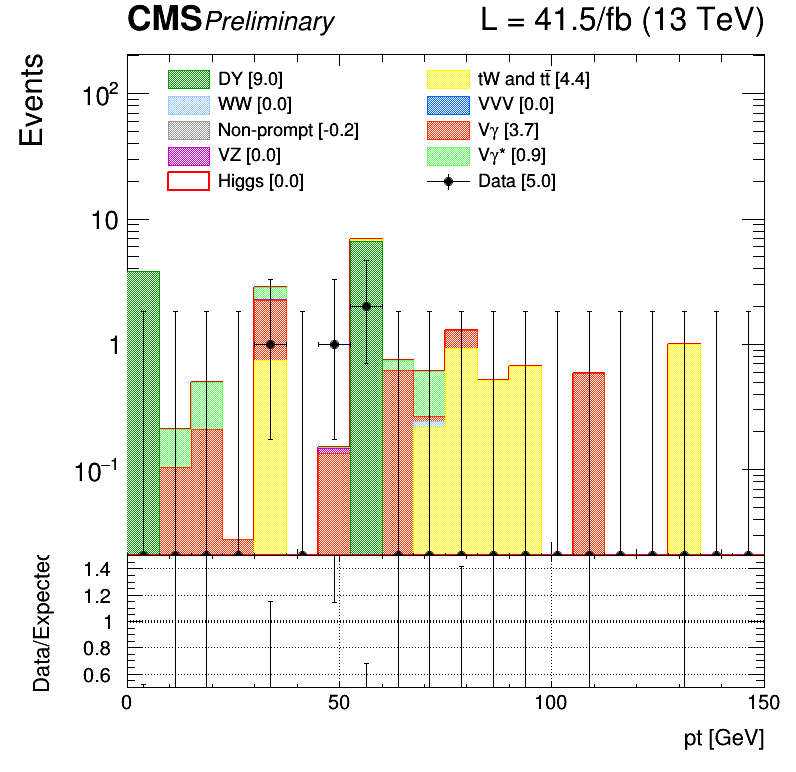 CMS Preliminary L = 41.5/fb (13 TeV)
Events
DY [9.0] tW and tt̄ [4.4]
WW [0.0] VVV [0.0]
Non-prompt [-0.2] Vγ [3.7]
VZ [0.0] Vγ* [0.9]
Higgs [0.0] Data [5.0]
10²
10
1
10⁻¹
Data/Expected
1.4
1.2
1
0.8
0.6
0 50 100 150
pt [GeV]